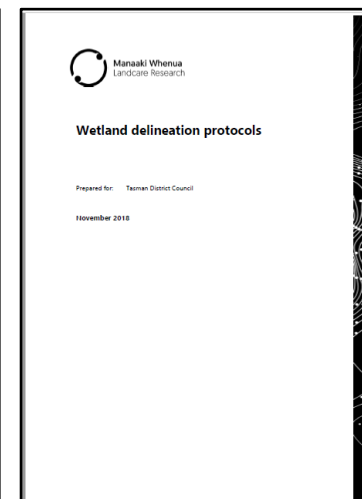 Manaaki Whenua
Landcare Research
Wetland delineation protocols
Prepared for: Tasman District Council
November 2018